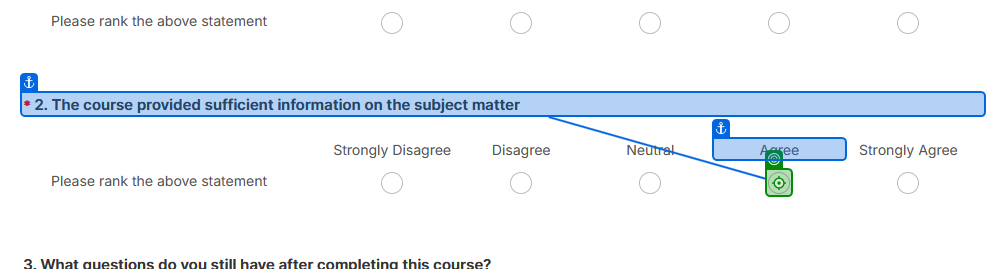 Please rank the above statement
* 2. The course provided sufficient information on the subject matter
Strongly Disagree Disagree Neutral Agree Strongly Agree
Please rank the above statement
3. What questions do you still have after completing this course?